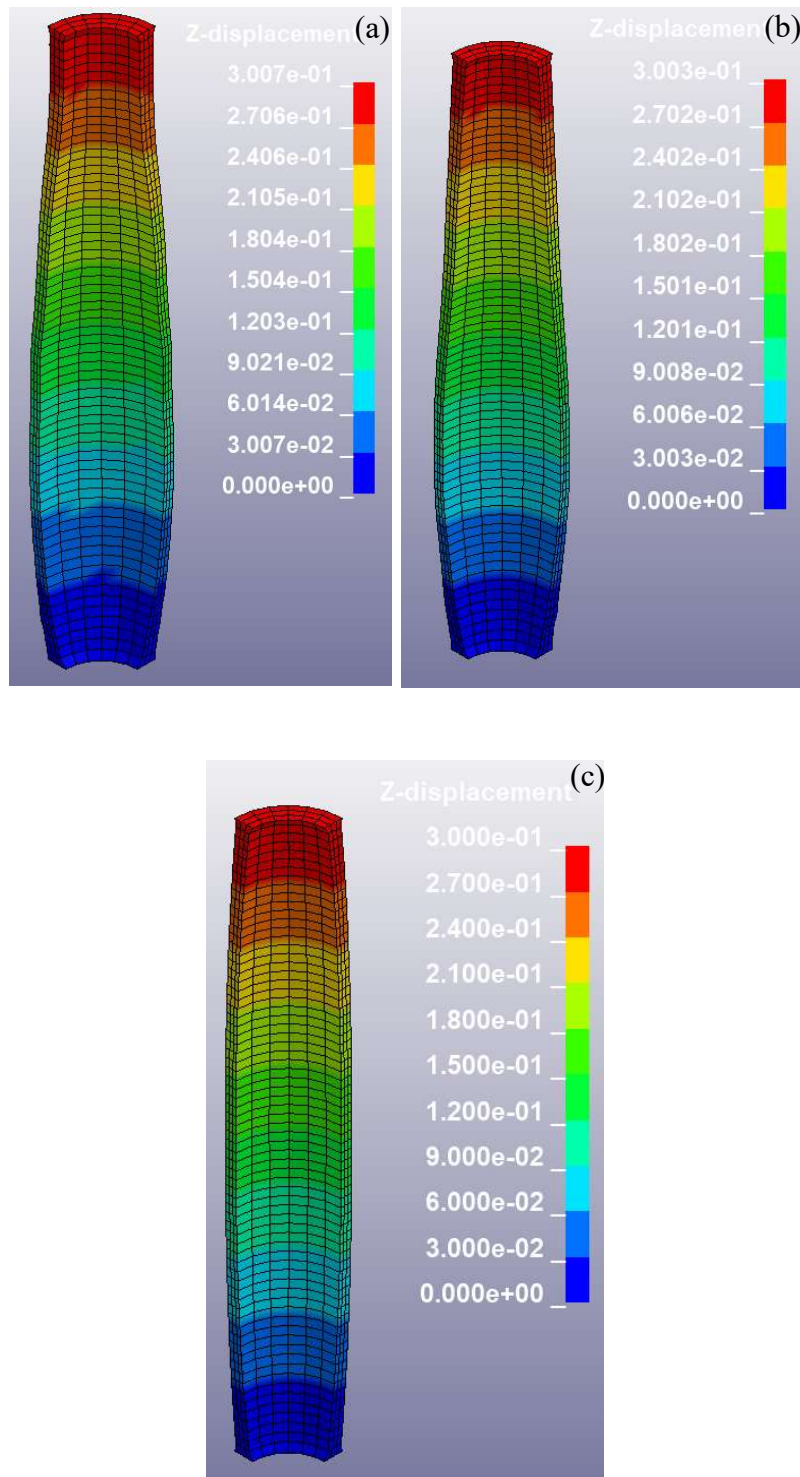 Z-displacement (a)
3.007e-01
2.706e-01
2.406e-01
2.105e-01
1.804e-01
1.504e-01
1.203e-01
9.021e-02
6.014e-02
3.007e-02
0.000e+00
Z-displacement (b)
3.003e-01
2.702e-01
2.402e-01
2.102e-01
1.802e-01
1.501e-01
1.201e-01
9.008e-02
6.006e-02
3.003e-02
0.000e+00
Z-displacement (c)
3.000e-01
2.700e-01
2.400e-01
2.100e-01
1.800e-01
1.500e-01
1.200e-01
9.000e-02
6.000e-02
3.000e-02
0.000e+00